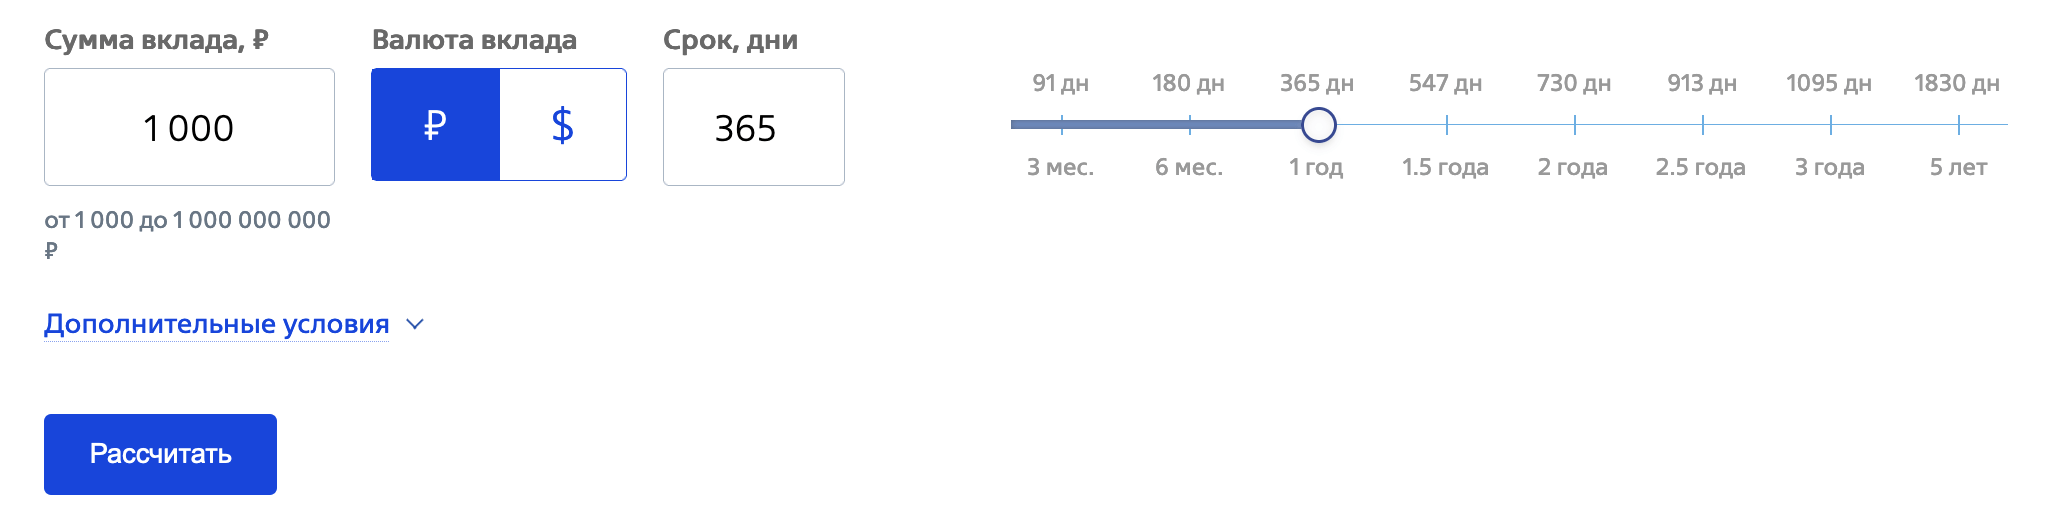 Сумма вклада, ₽
Валюта вклада
Срок, дни
1 000
₽
$
365
91 дн
180 дн
365 дн
547 дн
730 дн
913 дн
1095 дн
1830 дн
3 мес.
6 мес.
1 год
1.5 года
2 года
2.5 года
3 года
5 лет
от 1 000 до 1 000 000 000
₽
Дополнительные условия
Рассчитать